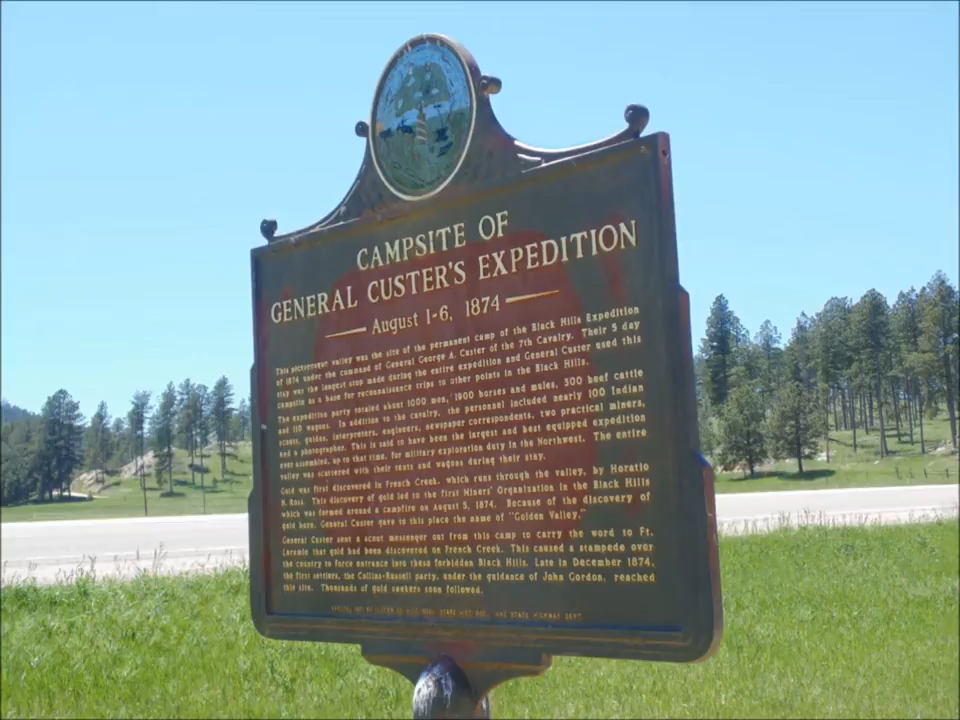 CAMPSITE OF
GENERAL CUSTER'S EXPEDITION
August 1-6, 1874
This picturesque valley was the site of the permanent camp of the Black Hills Expedition
of 1874 under the command of General George A. Custer of the 7th Cavalry. Their 5 day
stay was the longest stop made during the entire expedition and General Custer used this
campsite as a base for reconnaissance trips to other points in the Black Hills.
The expedition party totaled about 1000 men, 1900 horses and mules, 300 beef cattle
and 110 wagons. In addition to the cavalry, the personnel included nearly 100 Indian
scouts, guides, interpreters, engineers, newspaper correspondents, two practical miners,
and a photographer. This is said to have been the largest and best equipped expedition
ever assembled, up to that time, for military exploration duty in the Northwest. The entire
valley was scattered with their tents and wagons during their stay.
Gold was first discovered in French Creek, which runs through the valley, by Horatio
N. Ross. This discovery of gold led to the first Miners' Organization in the Black Hills
which was formed around a campfire on August 5, 1874. Because of the discovery of
gold here, General Custer gave to this place the name of "Golden Valley."
General Custer sent a scout messenger out from this camp to carry the word to Ft.
Laramie that gold had been discovered on French Creek. This caused a stampede over
the country to force entrance into these forbidden Black Hills. Late in December 1874,
the first settlers, the Collins-Russell party, under the guidance of John Gordon, reached
this site. Thousands of gold seekers soon followed.
STATE HIST. SOC. AND STATE HIGHWAY DEPT.